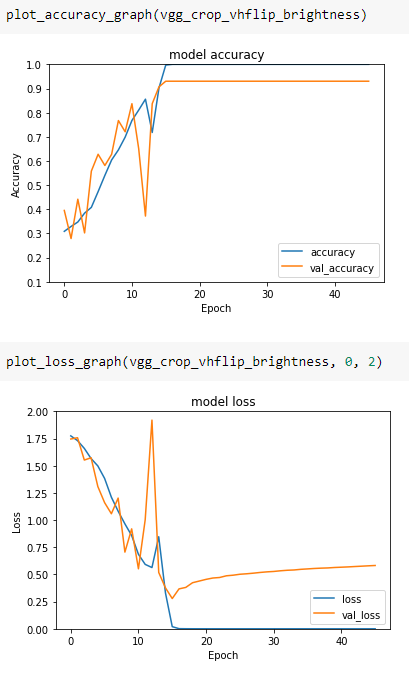 plot_accuracy_graph(vgg_crop_vhflip_brightness)
model accuracy
1.0
0.9
0.8
0.7
0.6
0.5
0.4
0.3
0.2
0.1
Accuracy
accuracy
val_accuracy
0 10 20 30 40
Epoch
plot_loss_graph(vgg_crop_vhflip_brightness, 0, 2)
model loss
2.00
1.75
1.50
1.25
1.00
0.75
0.50
0.25
0.00
Loss
loss
val_loss
0 10 20 30 40
Epoch